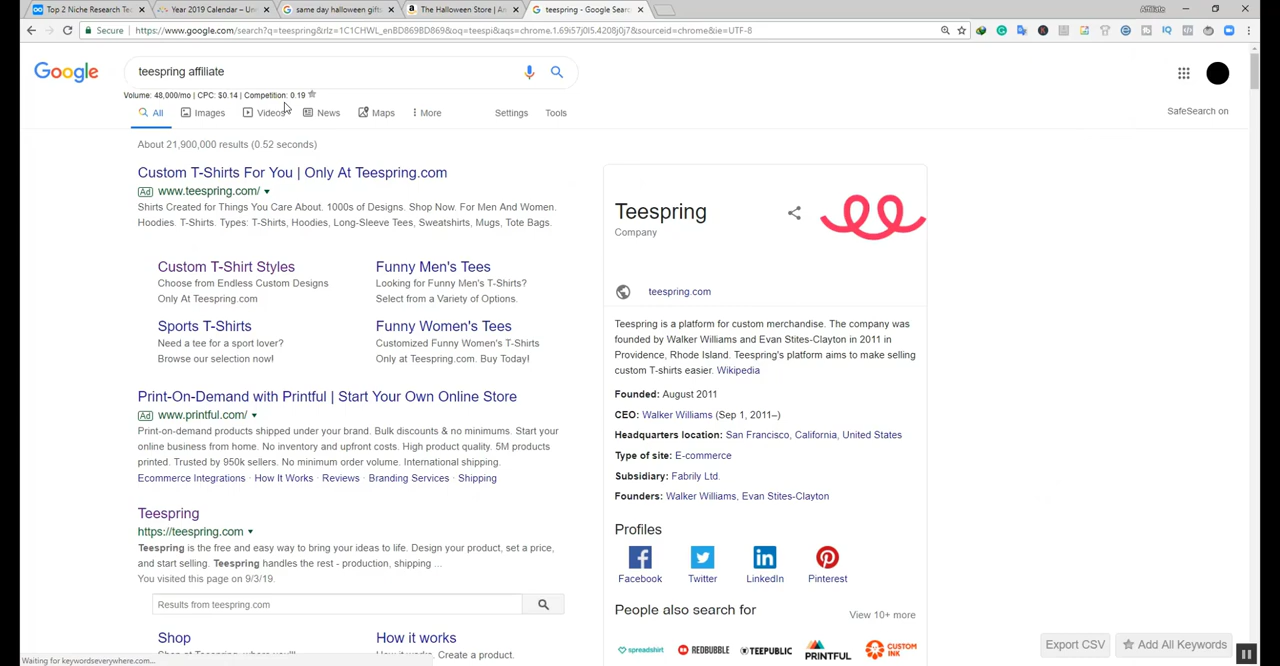 Top 2 Niche Research Tec
Year 2019 Calendar – Un
same day halloween gift
The Halloween Store | An
teespring - Google Sear
Affiliate
Secure
https://www.google.com/search?q=teespring&rlz=1C1CHWL_enBD869BD869&oq=teespi&aqs=chrome.1.69i57j0l5.4208j0j7&sourceid=chrome&ie=UTF-8
Google
teespring affiliate
Volume: 48,000/mo | CPC: $0.14 | Competition: 0.19
All
Images
Videos
News
Maps
More
Settings
Tools
SafeSearch on
About 21,900,000 results (0.52 seconds)
Custom T-Shirts For You | Only At Teespring.com
Ad www.teespring.com/
Shirts Created for Things You Care About. 1000s of Designs. Shop Now. For Men And Women.
Hoodies. T-Shirts. Types: T-Shirts, Hoodies, Long-Sleeve Tees, Sweatshirts, Mugs, Tote Bags.
Custom T-Shirt Styles
Choose from Endless Custom Designs
Only At Teespring.com
Funny Men's Tees
Looking for Funny Men's T-Shirts?
Select from a Variety of Options.
Sports T-Shirts
Need a tee for a sport lover?
Browse our selection now!
Funny Women's Tees
Customized Funny Women's T-Shirts
Only at Teespring.com. Buy Today!
Print-On-Demand with Printful | Start Your Own Online Store
Ad www.printful.com/
Print-on-demand products shipped under your brand. Bulk discounts & no minimums. Start your
online business from home. No inventory and upfront costs. High product quality. 5M products
printed. Trusted by 950k sellers. No minimum order volume. International shipping.
Ecommerce Integrations · How It Works · Reviews · Branding Services · Shipping
Teespring
https://teespring.com
Teespring is the free and easy way to bring your ideas to life. Design your product, set a price,
and start selling. Teespring handles the rest - production, shipping ...
You visited this page on 9/3/19.
Results from teespring.com
Shop
How it works
Create a product.
Teespring
Company
teespring.com
Teespring is a platform for custom merchandise. The company was
founded by Walker Williams and Evan Stites-Clayton in 2011 in
Providence, Rhode Island. Teespring's platform aims to make selling
custom T-shirts easier. Wikipedia
Founded: August 2011
CEO: Walker Williams (Sep 1, 2011–)
Headquarters location: San Francisco, California, United States
Type of site: E-commerce
Subsidiary: Fabrily Ltd.
Founders: Walker Williams, Evan Stites-Clayton
Profiles
Facebook
Twitter
LinkedIn
Pinterest
People also search for
View 10+ more
spreadshirt
REDBUBBLE
TEEPUBLIC
PRINTFUL
CUSTOM INK
Export CSV
Add All Keywords
Waiting for keywordseverywhere.com...